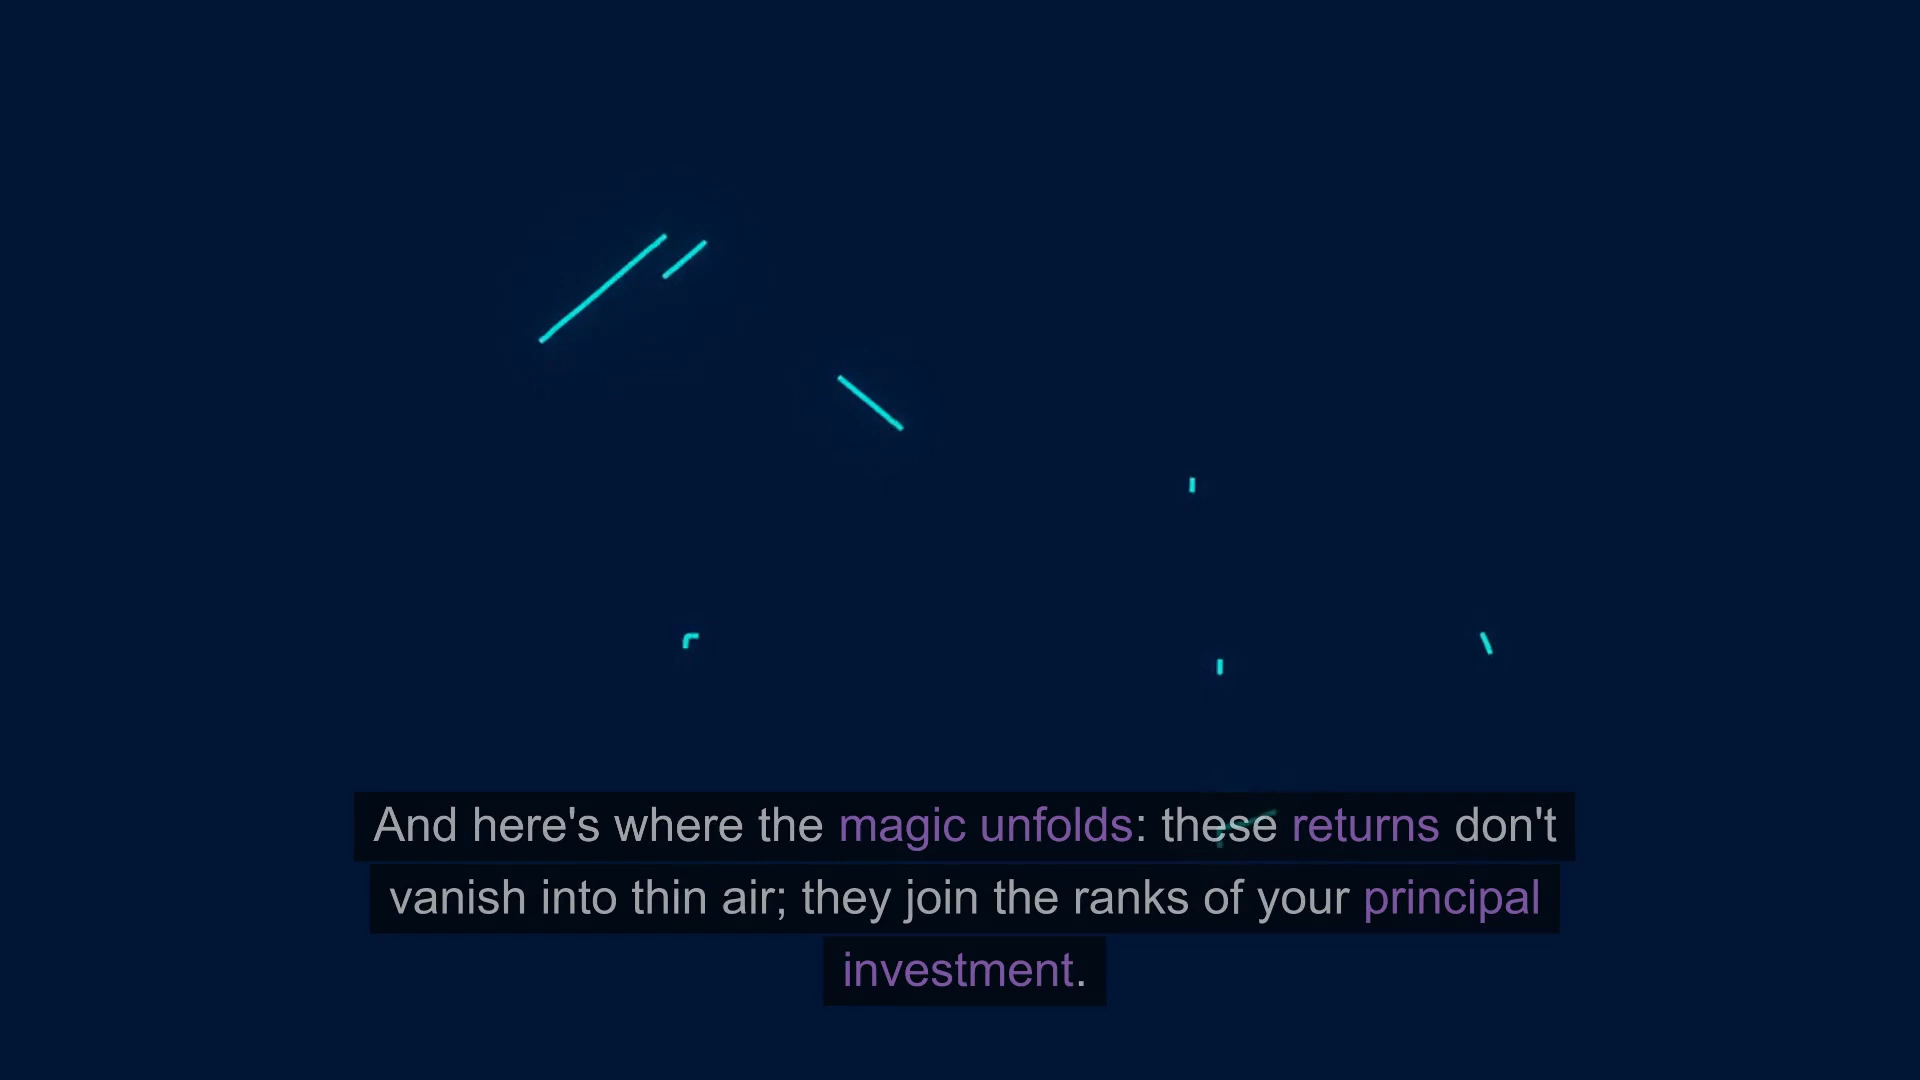 And here's where the magic unfolds: these returns don't
vanish into thin air; they join the ranks of your principal
investment.